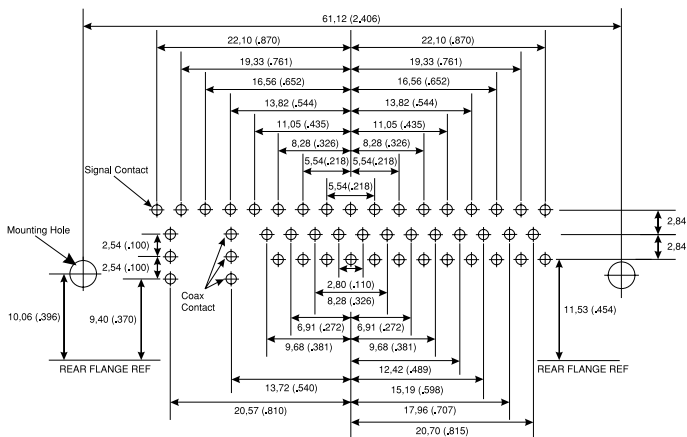 61,12 (2,406)
22,10 (.870) 22,10 (.870)
19,33 (.761) 19,33 (.761)
16,56 (.652) 16,56 (.652)
13,82 (.544) 13,82 (.544)
11,05 (.435) 11,05 (.435)
8,28 (.326) 8,28 (.326)
5,54(.218) 5,54(.218)
Signal Contact
5,54(.218)
2,84
Mounting Hole
2,54 (.100)
2,84
2,54 (.100)
Coax
Contact
2,80 (.110)
8,28 (.326)
10,06 (.396)
9,40 (.370)
11,53 (.454)
6,91 (.272) 6,91 (.272)
9,68 (.381) 9,68 (.381)
REAR FLANGE REF
12,42 (.489)
REAR FLANGE REF
13,72 (.540)
15,19 (.598)
20,57 (.810)
17,96 (.707)
20,70 (.815)